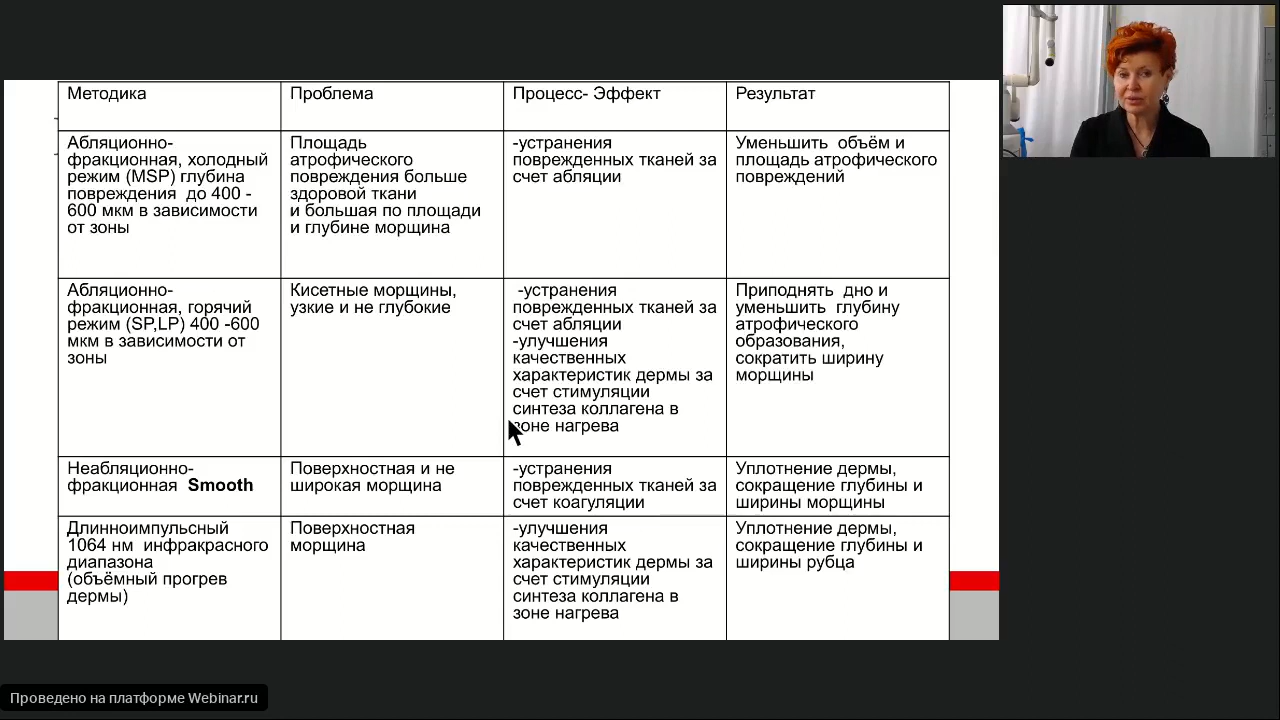 Методика
Проблема
Процесс- Эффект
Результат
Абляционно-
фракционная, холодный
режим (MSP) глубина
повреждения до 400 -
600 мкм в зависимости
от зоны
Площадь
атрофического
повреждения больше
здоровой ткани
и большая по площади
и глубине морщина
-устранения
поврежденных тканей за
счет абляции
Уменьшить объём и
площадь атрофического
повреждений
Абляционно-
фракционная, горячий
режим (SP,LP) 400 -600
мкм в зависимости от
зоны
Кисетные морщины,
узкие и не глубокие
-устранения
поврежденных тканей за
счет абляции
-улучшения
качественных
характеристик дермы за
счет стимуляции
синтеза коллагена в
зоне нагрева
Приподнять дно и
уменьшить глубину
атрофического
образования,
сократить ширину
морщины
Неабляционно-
фракционная Smooth
Поверхностная и не
широкая морщина
-устранения
поврежденных тканей за
счет коагуляции
Уплотнение дермы,
сокращение глубины и
ширины морщины
Длинноимпульсный
1064 нм инфракрасного
диапазона
(объёмный прогрев
дермы)
Поверхностная
морщина
-улучшения
качественных
характеристик дермы за
счет стимуляции
синтеза коллагена в
зоне нагрева
Уплотнение дермы,
сокращение глубины и
ширины рубца
Проведено на платформе Webinar.ru